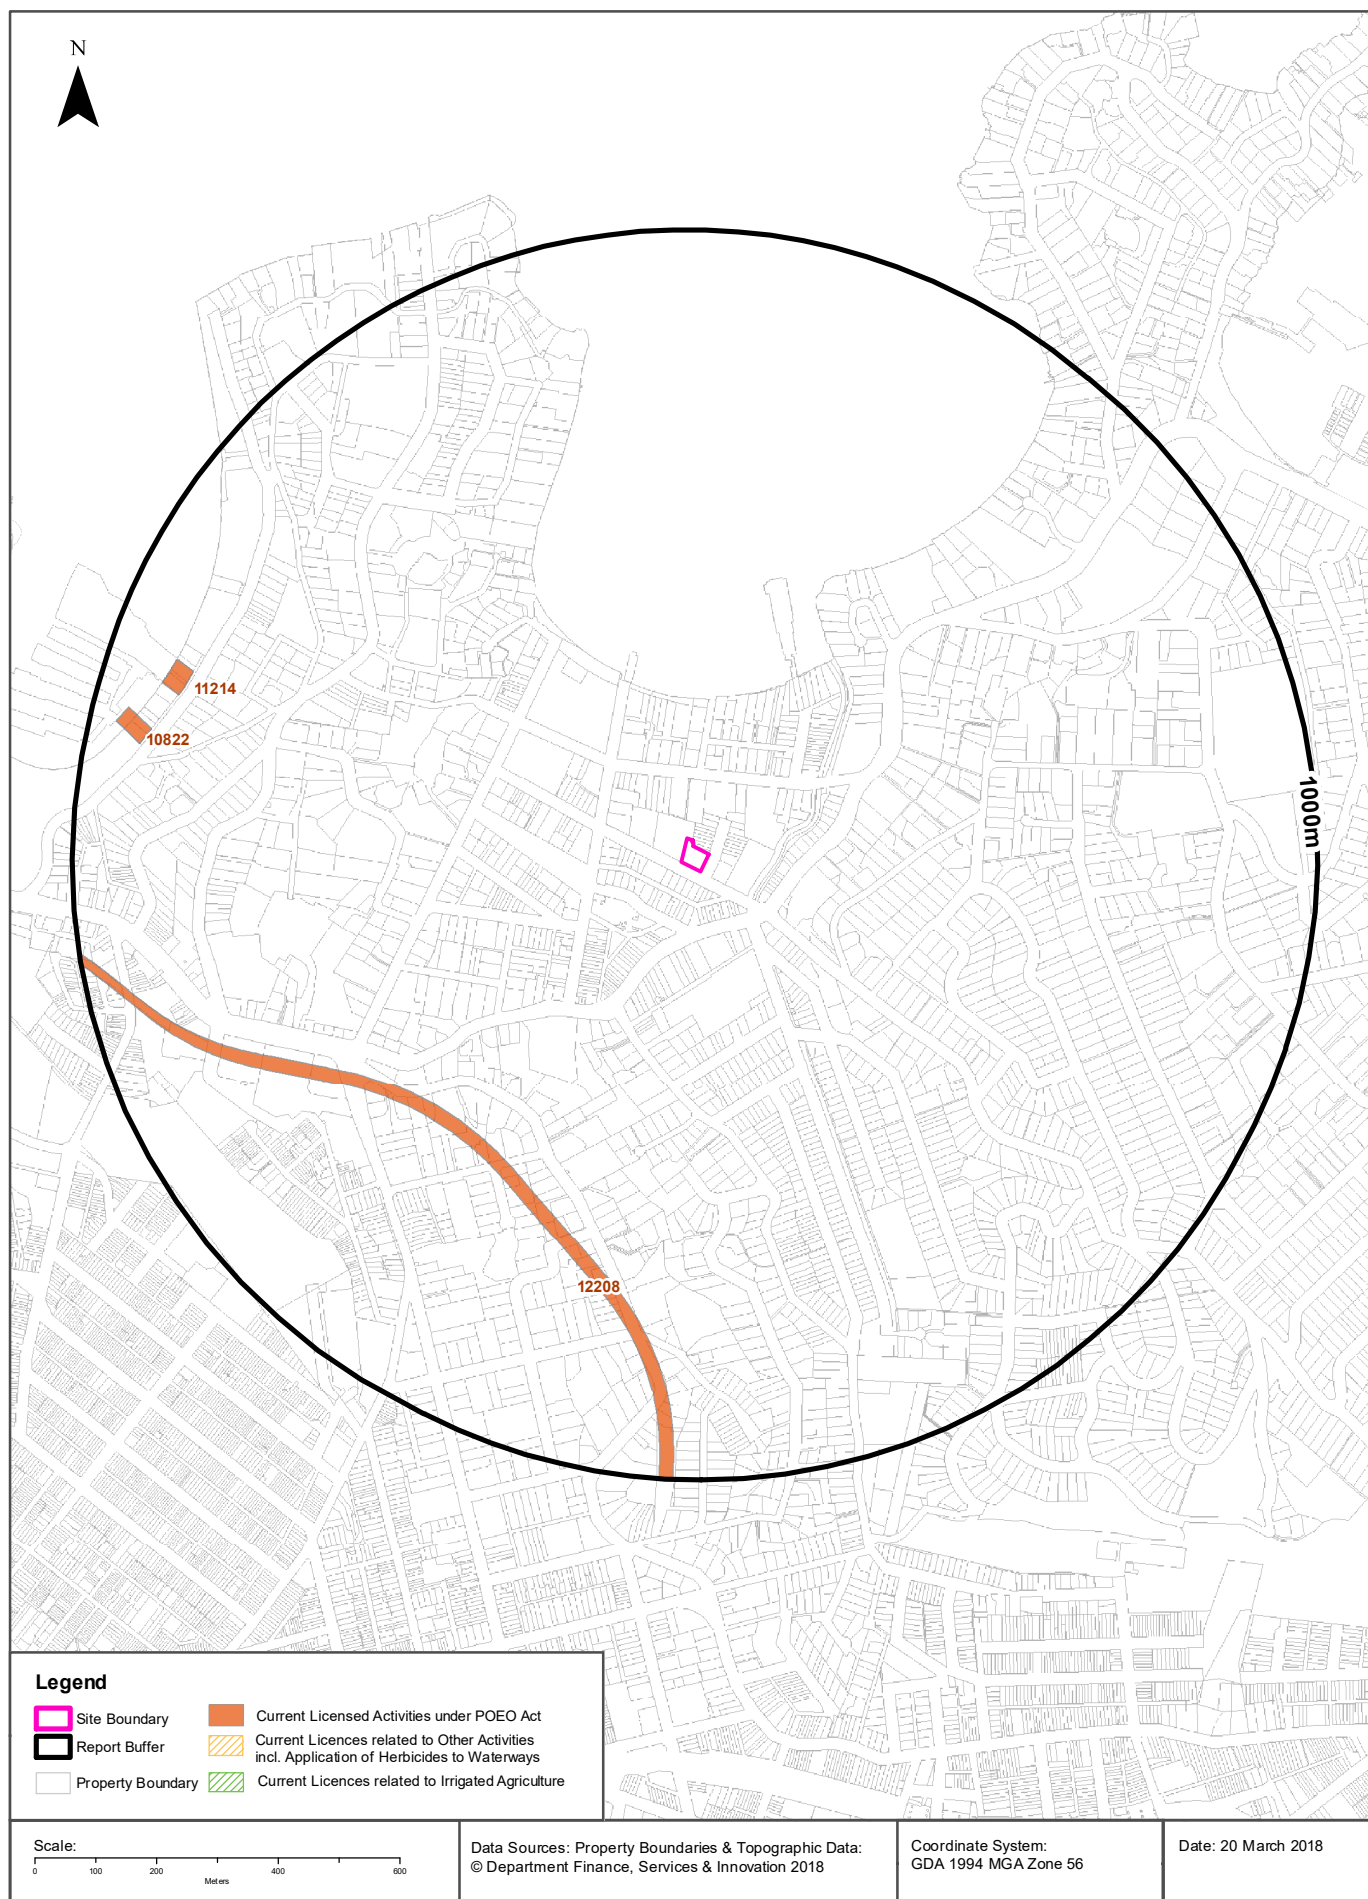 N
11214
10822
1000m
12208
Legend
Site Boundary
Report Buffer
Property Boundary
Current Licensed Activities under POEO Act
Current Licences related to Other Activities
incl. Application of Herbicides to Waterways
Current Licences related to Irrigated Agriculture
Scale:
0 100 200 400 600
Meters
Data Sources: Property Boundaries & Topographic Data:
© Department Finance, Services & Innovation 2018
Coordinate System:
GDA 1994 MGA Zone 56
Date: 20 March 2018